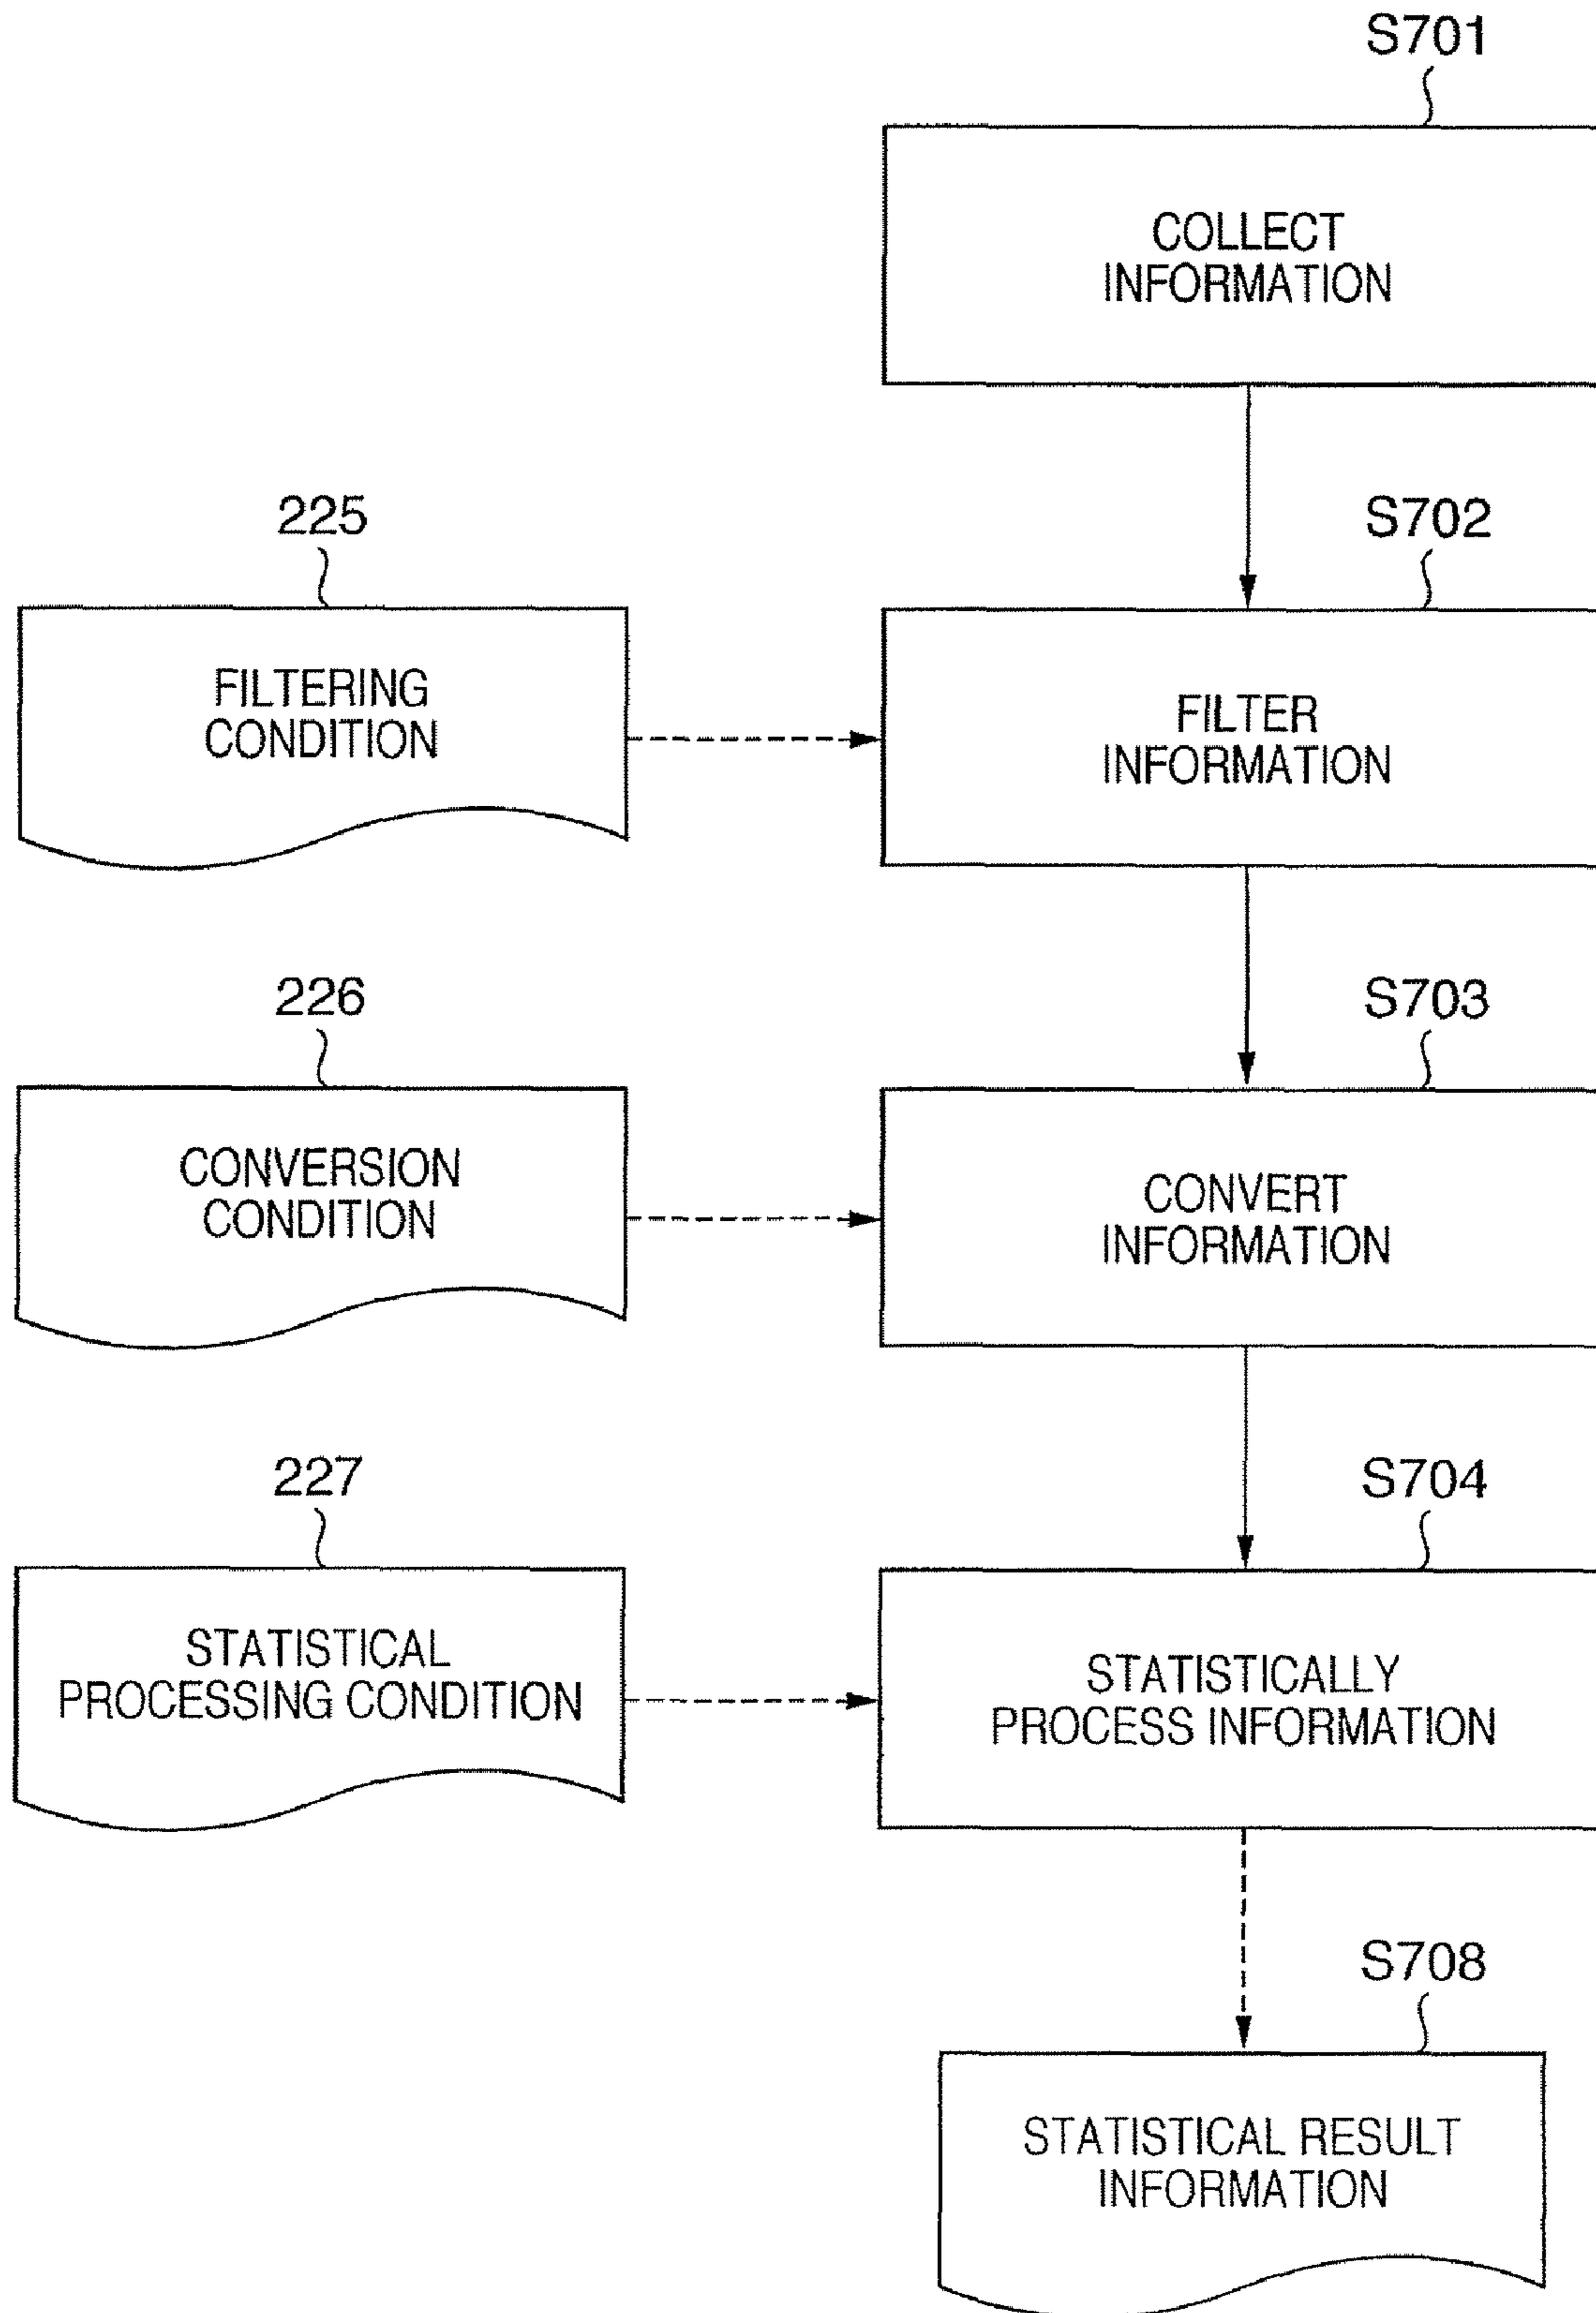 S701
COLLECT
INFORMATION
225
S702
FILTERING
CONDITION
FILTER
INFORMATION
226
S703
CONVERSION
CONDITION
CONVERT
INFORMATION
227
S704
STATISTICAL
PROCESSING CONDITION
STATISTICALLY
PROCESS INFORMATION
S708
STATISTICAL RESULT
INFORMATION